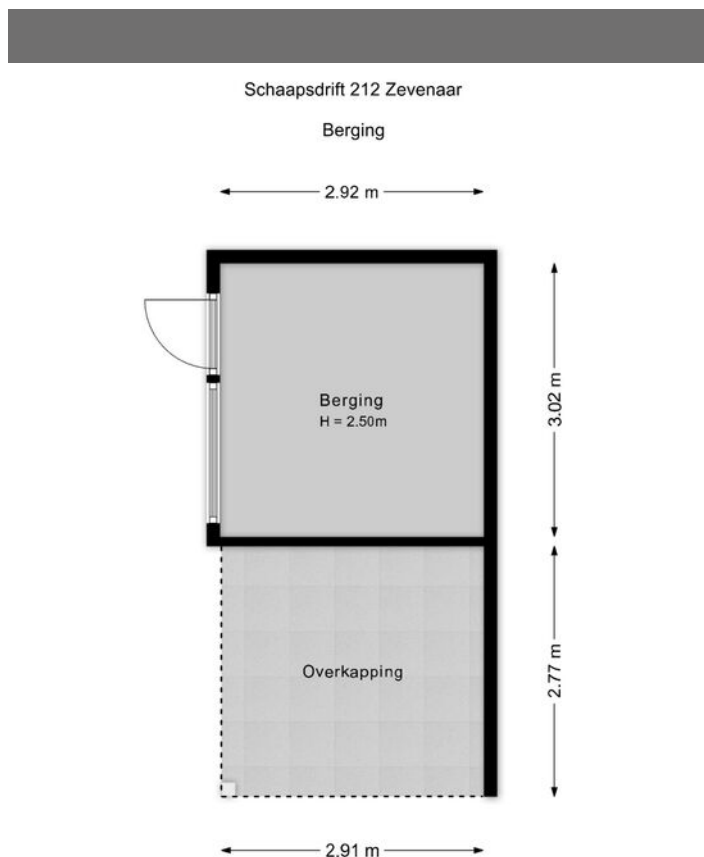 Schaapsdrift 212 Zevenaar
Berging
2.92 m
Berging
H = 2.50m
3.02 m
Overkapping
2.77 m
2.91 m